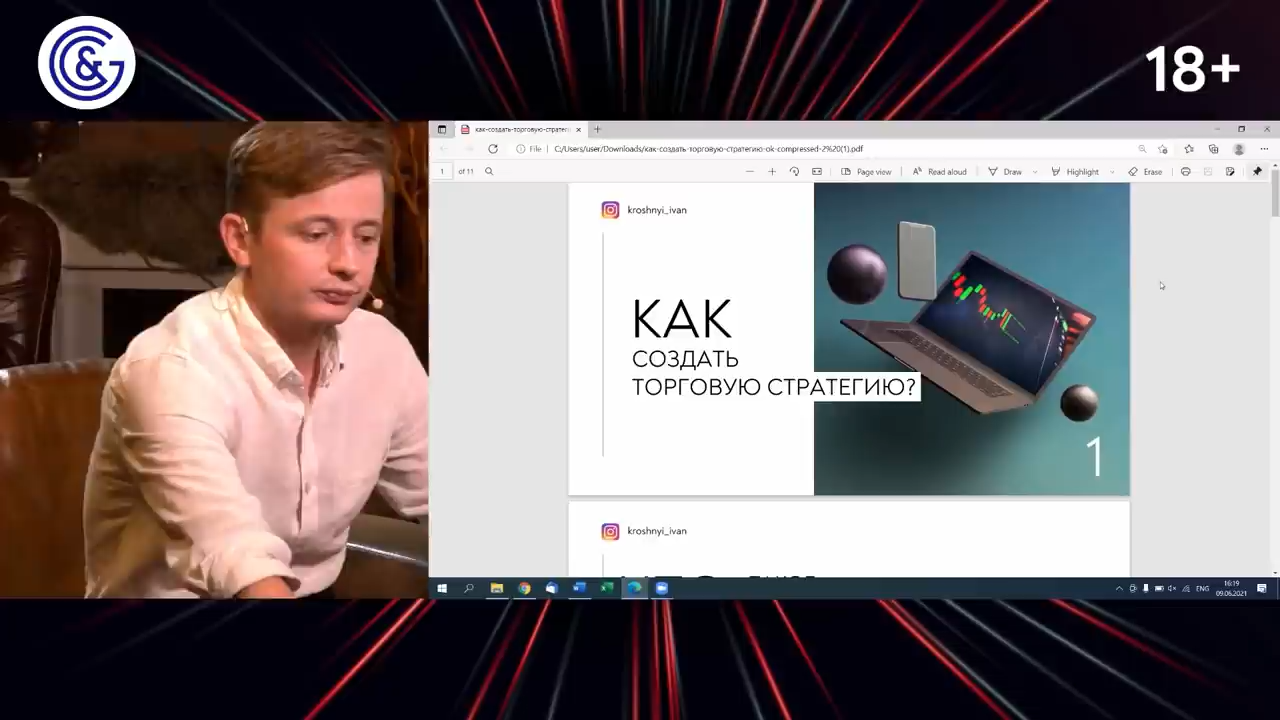 18+
как-создать-торговую-стратег
File
C:/Users/user/Downloads/как-создать-торговую-стратегию-ok-compressed-2%20(1).pdf
1 of 11
Page view
Read aloud
Draw
Highlight
Erase
kroshnyi_ivan
КАК
СОЗДАТЬ
ТОРГОВУЮ СТРАТЕГИЮ?
1
kroshnyi_ivan
ENG
16:19
09.06.2021